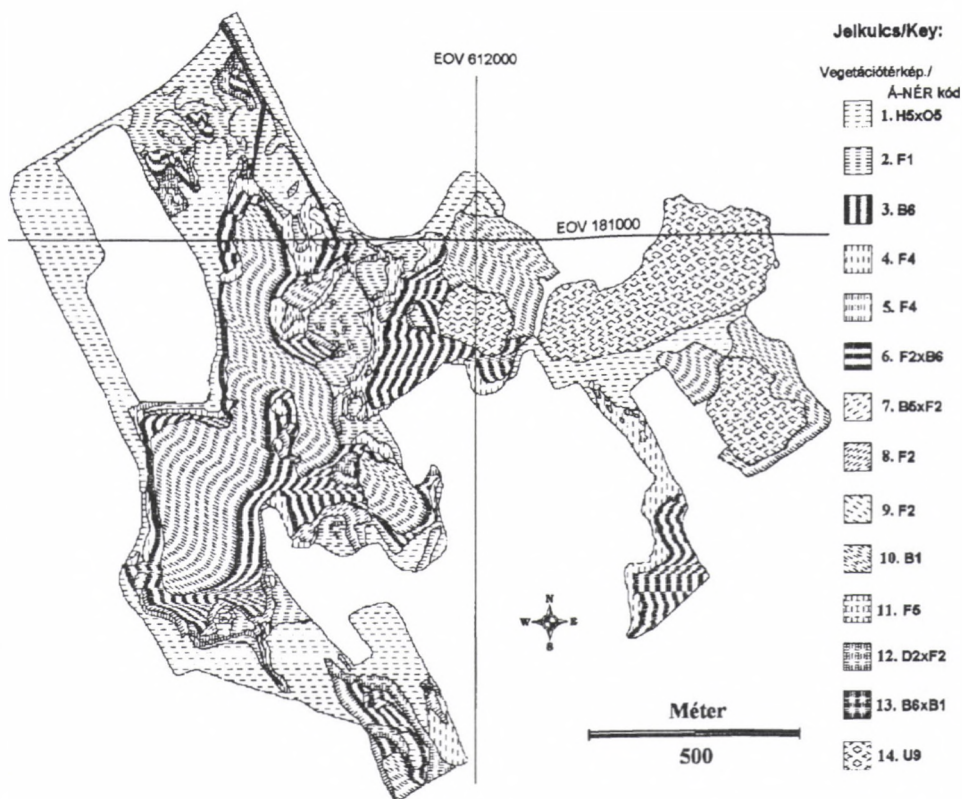 Jelkulcs/Key:
EOV 612000
Vegetációtérkép./
Á-NÉR kód
1. H5xO5
2. F1
3. B6
4. F4
EOV 181000
5. F4
6. F2xB6
7. B5xF2
8. F2
9. F2
10. B1
11. F5
N
W E
S
12. D2xF2
13. B6xB1
Méter
500
14. U9